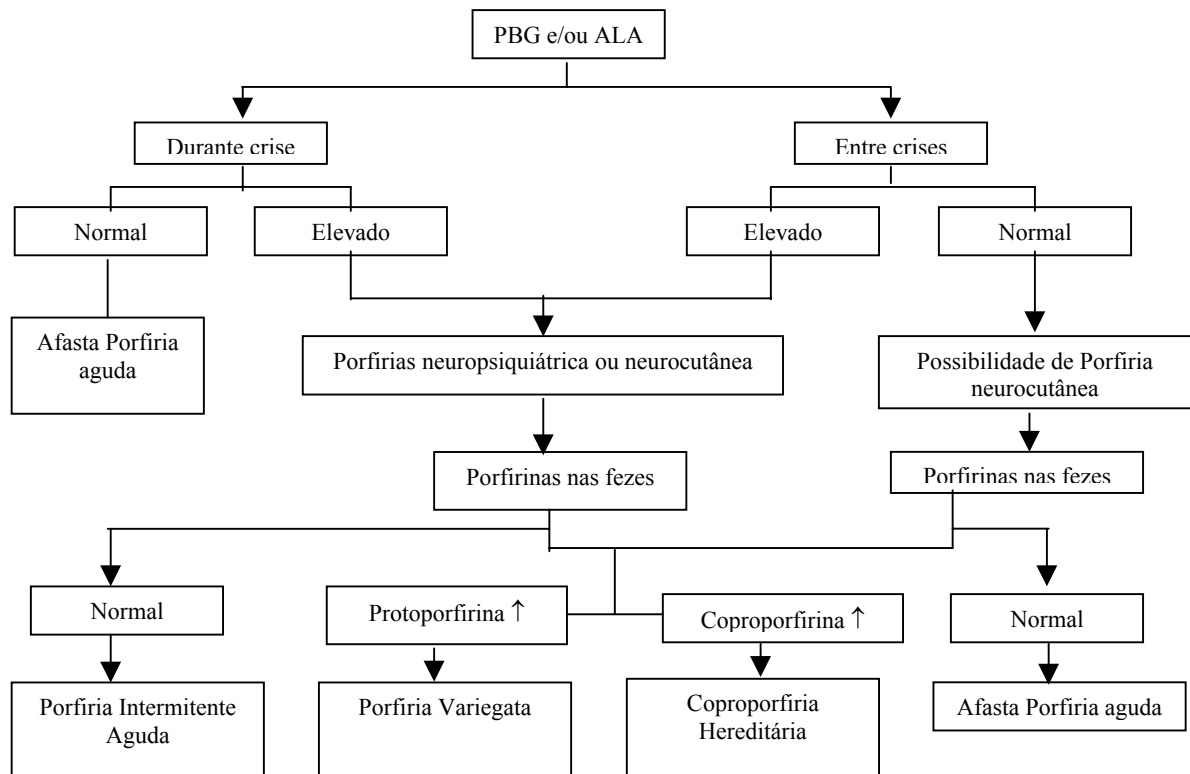 PBG e/ou ALA
Durante crise
Entre crises
Normal
Elevado
Elevado
Normal
Afasta Porfiria
aguda
Porfirias neuropsiquiátrica ou neurocutânea
Possibilidade de Porfiria
neurocutânea
Porfirinas nas fezes
Porfirinas nas fezes
Normal
Protoporfirina ↑
Coproporfirina ↑
Normal
Porfiria Intermitente
Aguda
Porfiria Variegata
Coproporfiria
Hereditária
Afasta Porfiria aguda